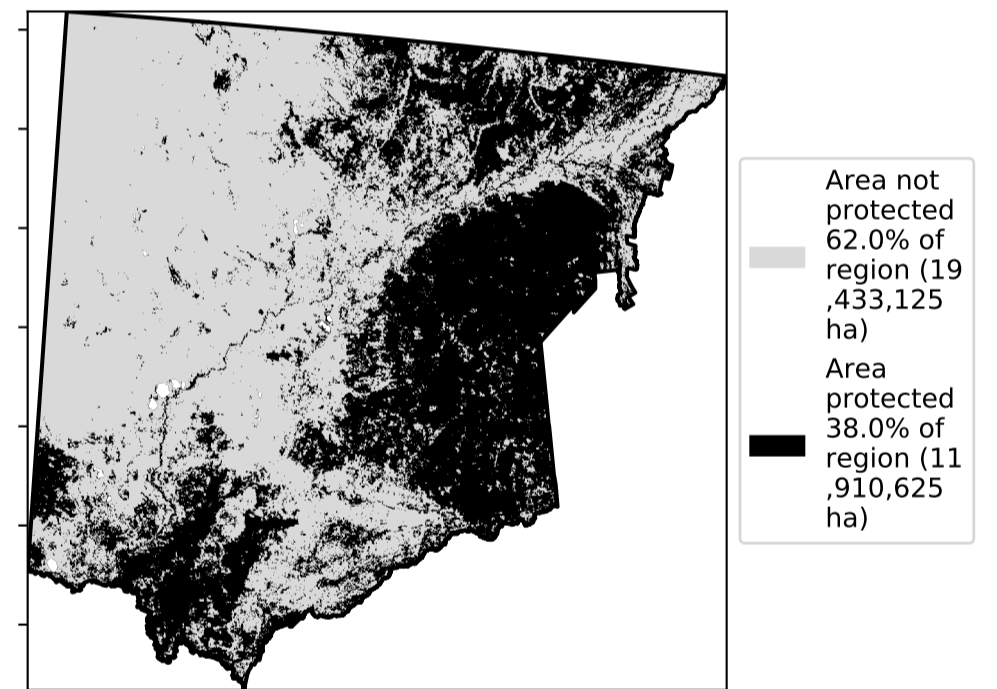 Area not
protected
62.0% of
region (19
,433,125
ha)
Area
protected
38.0% of
region (11
,910,625
ha)